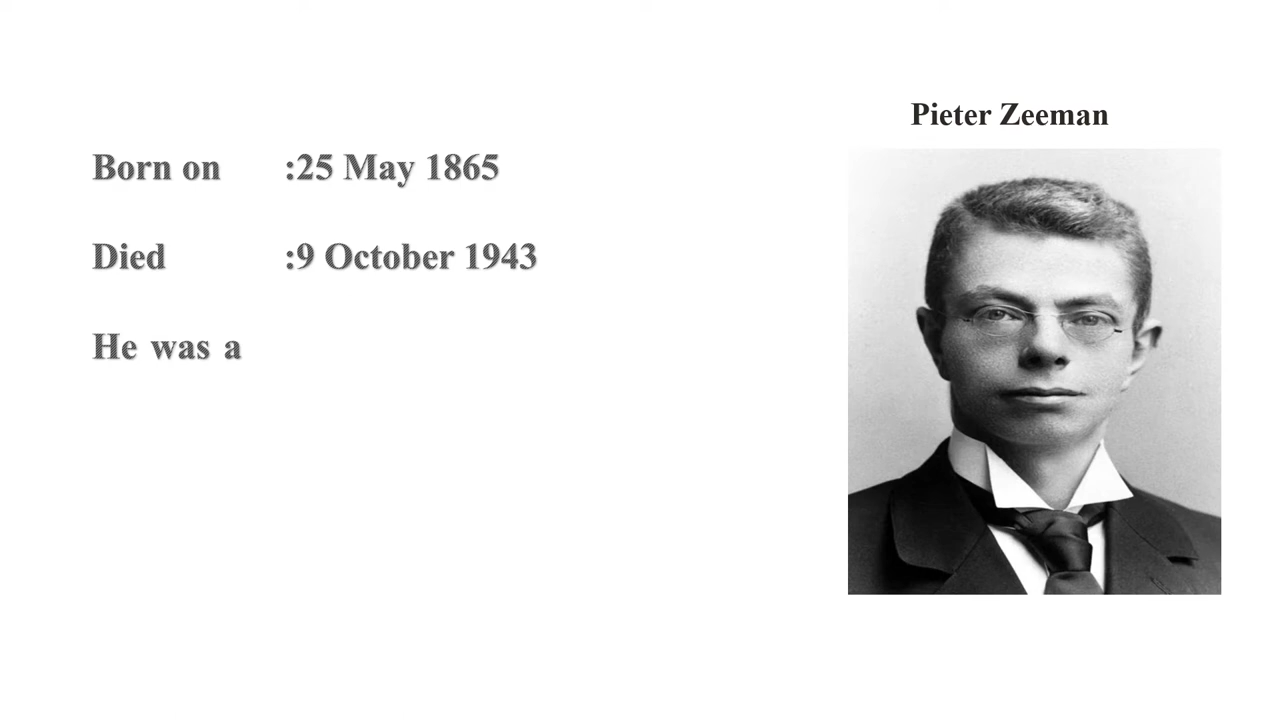 Pieter Zeeman
Born on :25 May 1865
Died :9 October 1943
He was a